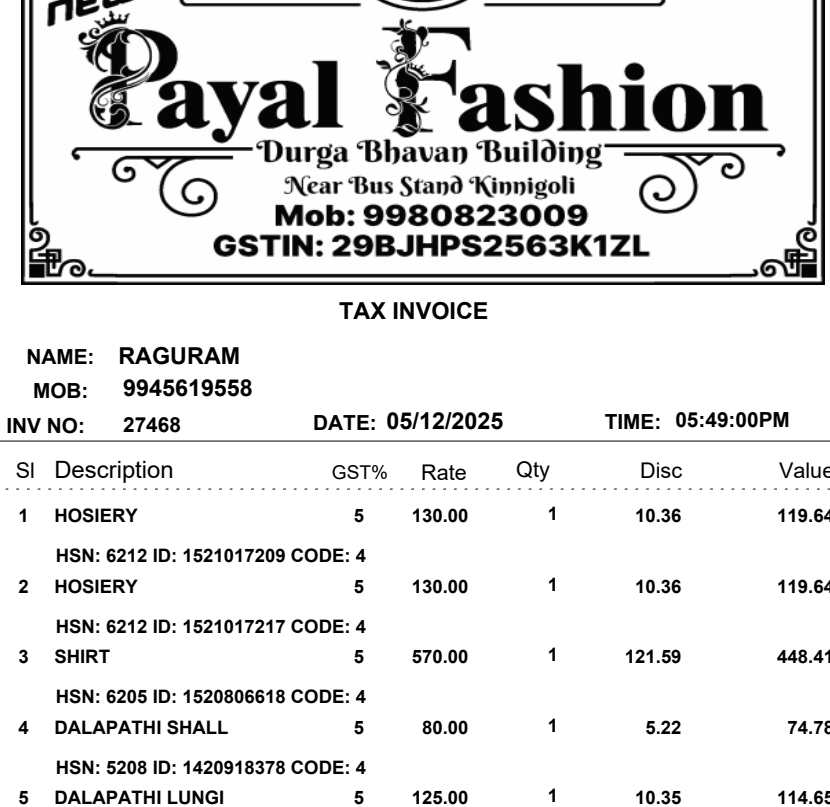 new
Payal Fashion
Durga Bhavan Building
Near Bus Stand Kinnigoli
Mob: 9980823009
GSTIN: 29BJHPS2563K1ZL
TAX INVOICE
NAME: RAGURAM
MOB: 9945619558
INV NO: 27468 DATE: 05/12/2025 TIME: 05:49:00PM
Sl Description GST% Rate Qty Disc Value
1 HOSIERY 5 130.00 1 10.36 119.64
HSN: 6212 ID: 1521017209 CODE: 4
2 HOSIERY 5 130.00 1 10.36 119.64
HSN: 6212 ID: 1521017217 CODE: 4
3 SHIRT 5 570.00 1 121.59 448.41
HSN: 6205 ID: 1520806618 CODE: 4
4 DALAPATHI SHALL 5 80.00 1 5.22 74.78
HSN: 5208 ID: 1420918378 CODE: 4
5 DALAPATHI LUNGI 5 125.00 1 10.35 114.65